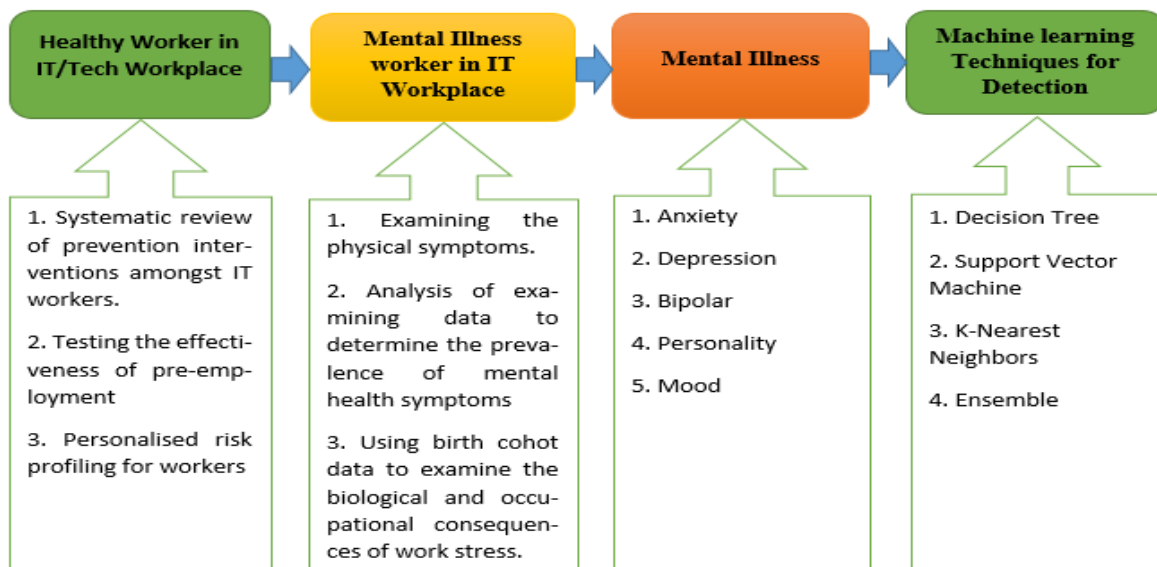 Healthy Worker in
IT/Tech Workplace
Mental Illness
worker in IT
Workplace
Mental Illness
Machine learning
Techniques for
Detection
1. Systematic review
of prevention inter-
ventions amongst IT
workers.
2. Testing the effecti-
veness of pre-emp-
loyment
3. Personalised risk
profiling for workers
1. Examining the
physical symptoms.
2. Analysis of exa-
mining data to
determine the preva-
lence of mental
health symptoms
3. Using birth cohot
data to examine the
biological and occu-
pational consequen-
ces of work stress.
1. Anxiety
2. Depression
3. Bipolar
4. Personality
5. Mood
1. Decision Tree
2. Support Vector
Machine
3. K-Nearest
Neighbors
4. Ensemble